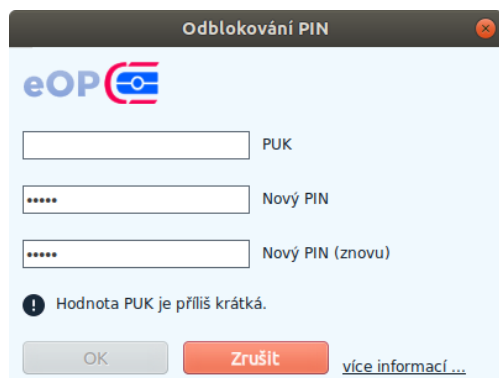 Odblokování PIN
eOP
PUK
••••• Nový PIN
••••• Nový PIN (znovu)
Hodnota PUK je příliš krátká.
OK Zrušit více informací ...